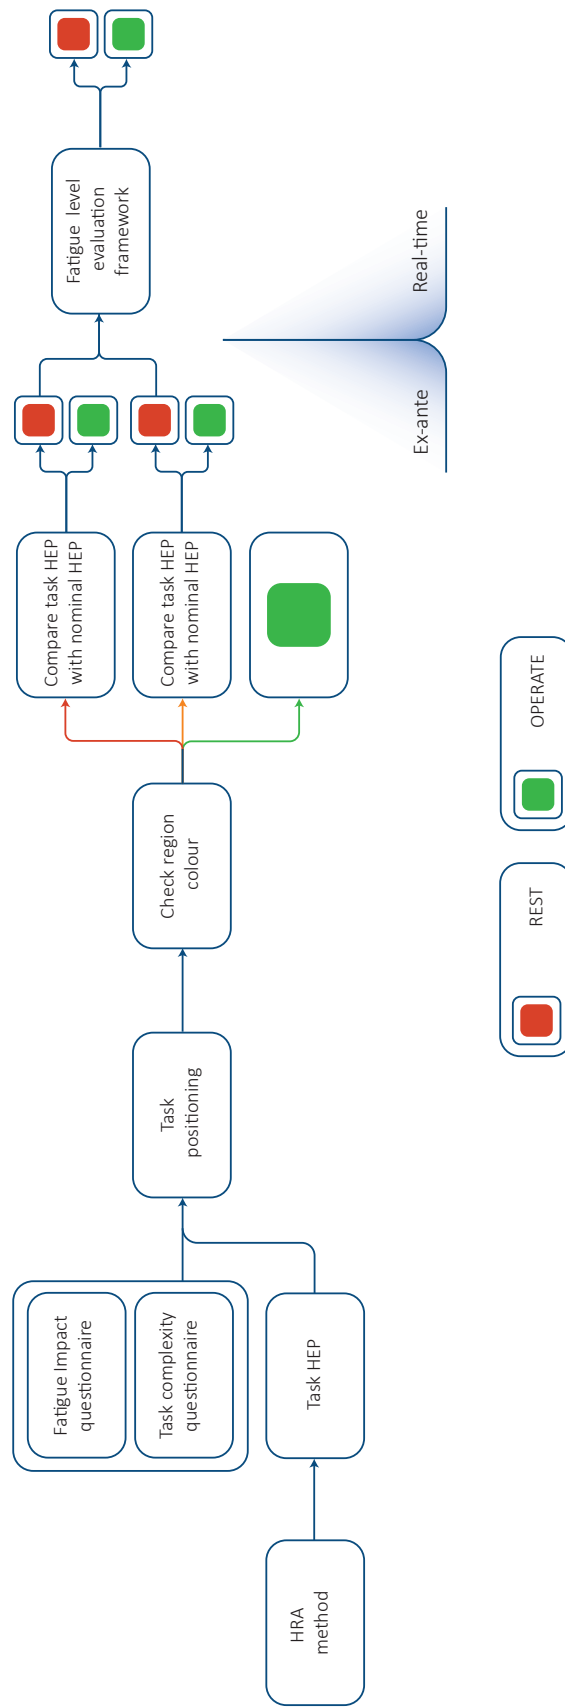 HRA
method
Fatigue Impact
questionnaire
Task complexity
questionnaire
Task HEP
Task
positioning
Check region
colour
Compare task HEP
with nominal HEP
Compare task HEP
with nominal HEP
Fatigue level
evaluation
framework
Ex-ante
Real-time
REST
OPERATE